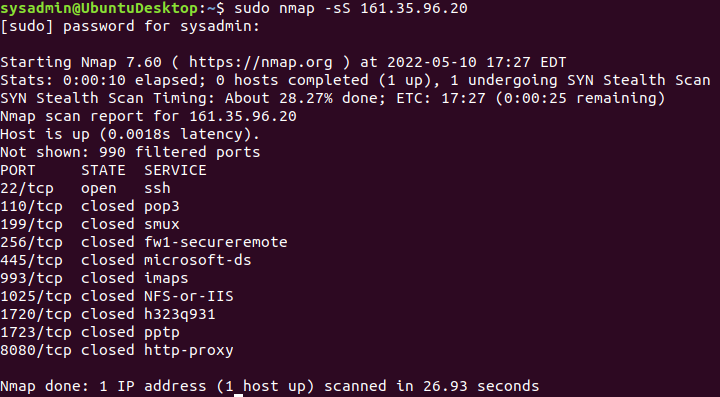 sysadmin@UbuntuDesktop:~$ sudo nmap -sS 161.35.96.20
[sudo] password for sysadmin:
Starting Nmap 7.60 ( https://nmap.org ) at 2022-05-10 17:27 EDT
Stats: 0:00:10 elapsed; 0 hosts completed (1 up), 1 undergoing SYN Stealth Scan
SYN Stealth Scan Timing: About 28.27% done; ETC: 17:27 (0:00:25 remaining)
Nmap scan report for 161.35.96.20
Host is up (0.0018s latency).
Not shown: 990 filtered ports
PORT     STATE  SERVICE
22/tcp   open   ssh
110/tcp  closed pop3
199/tcp  closed smux
256/tcp  closed fw1-secureremote
445/tcp  closed microsoft-ds
993/tcp  closed imaps
1025/tcp closed NFS-or-IIS
1720/tcp closed h323q931
1723/tcp closed pptp
8080/tcp closed http-proxy
Nmap done: 1 IP address (1 host up) scanned in 26.93 seconds